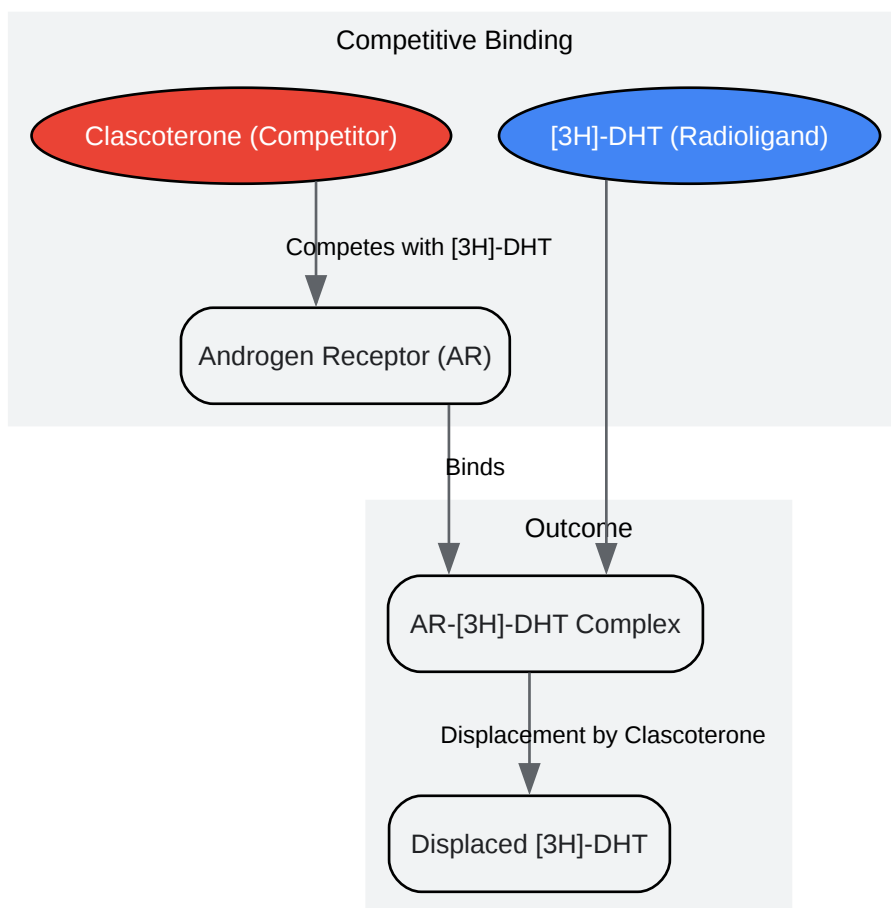 Competitive Binding
Clascoterone (Competitor)
[3H]-DHT (Radioligand)
Competes with [3H]-DHT
Androgen Receptor (AR)
Binds
Outcome
AR-[3H]-DHT Complex
Displacement by Clascoterone
Displaced [3H]-DHT